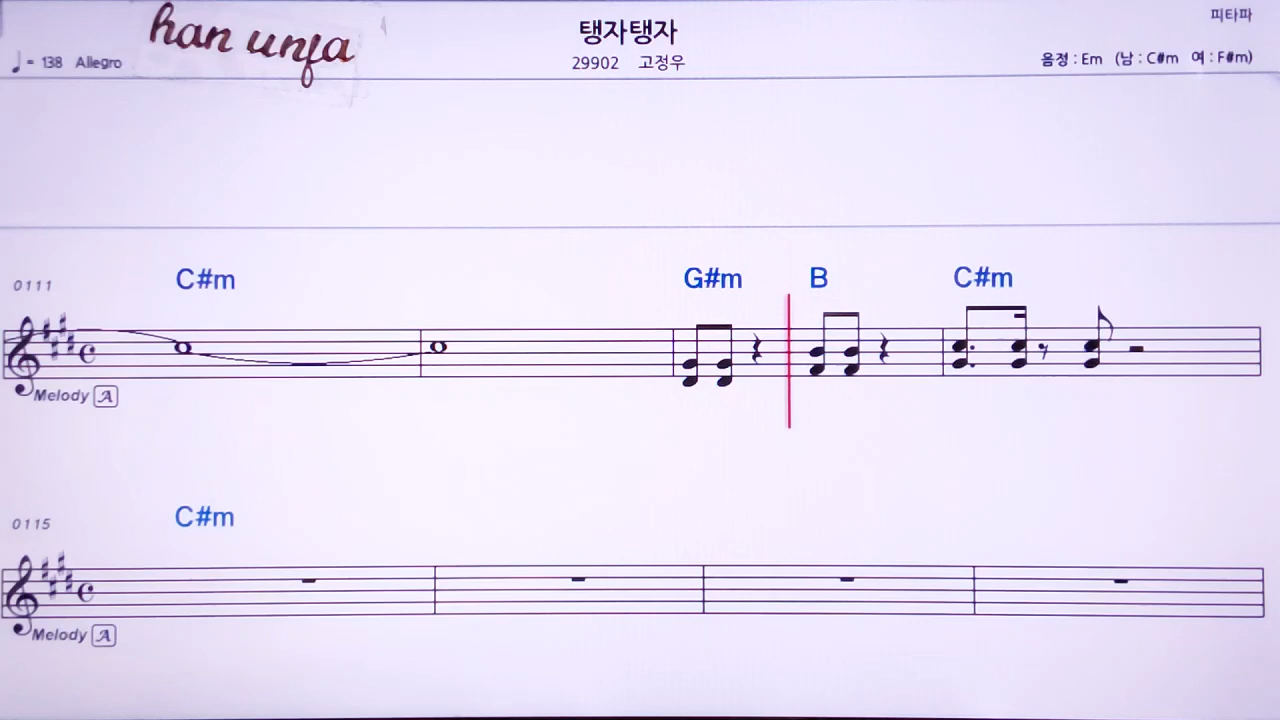 han unfa
탱자탱자
피타파
♩= 138 Allegro
29902 고정우
음정 : Em (남 : C#m 여 : F#m)
C#m G#m B C#m
0111
Melody A
C#m
0115
Melody A